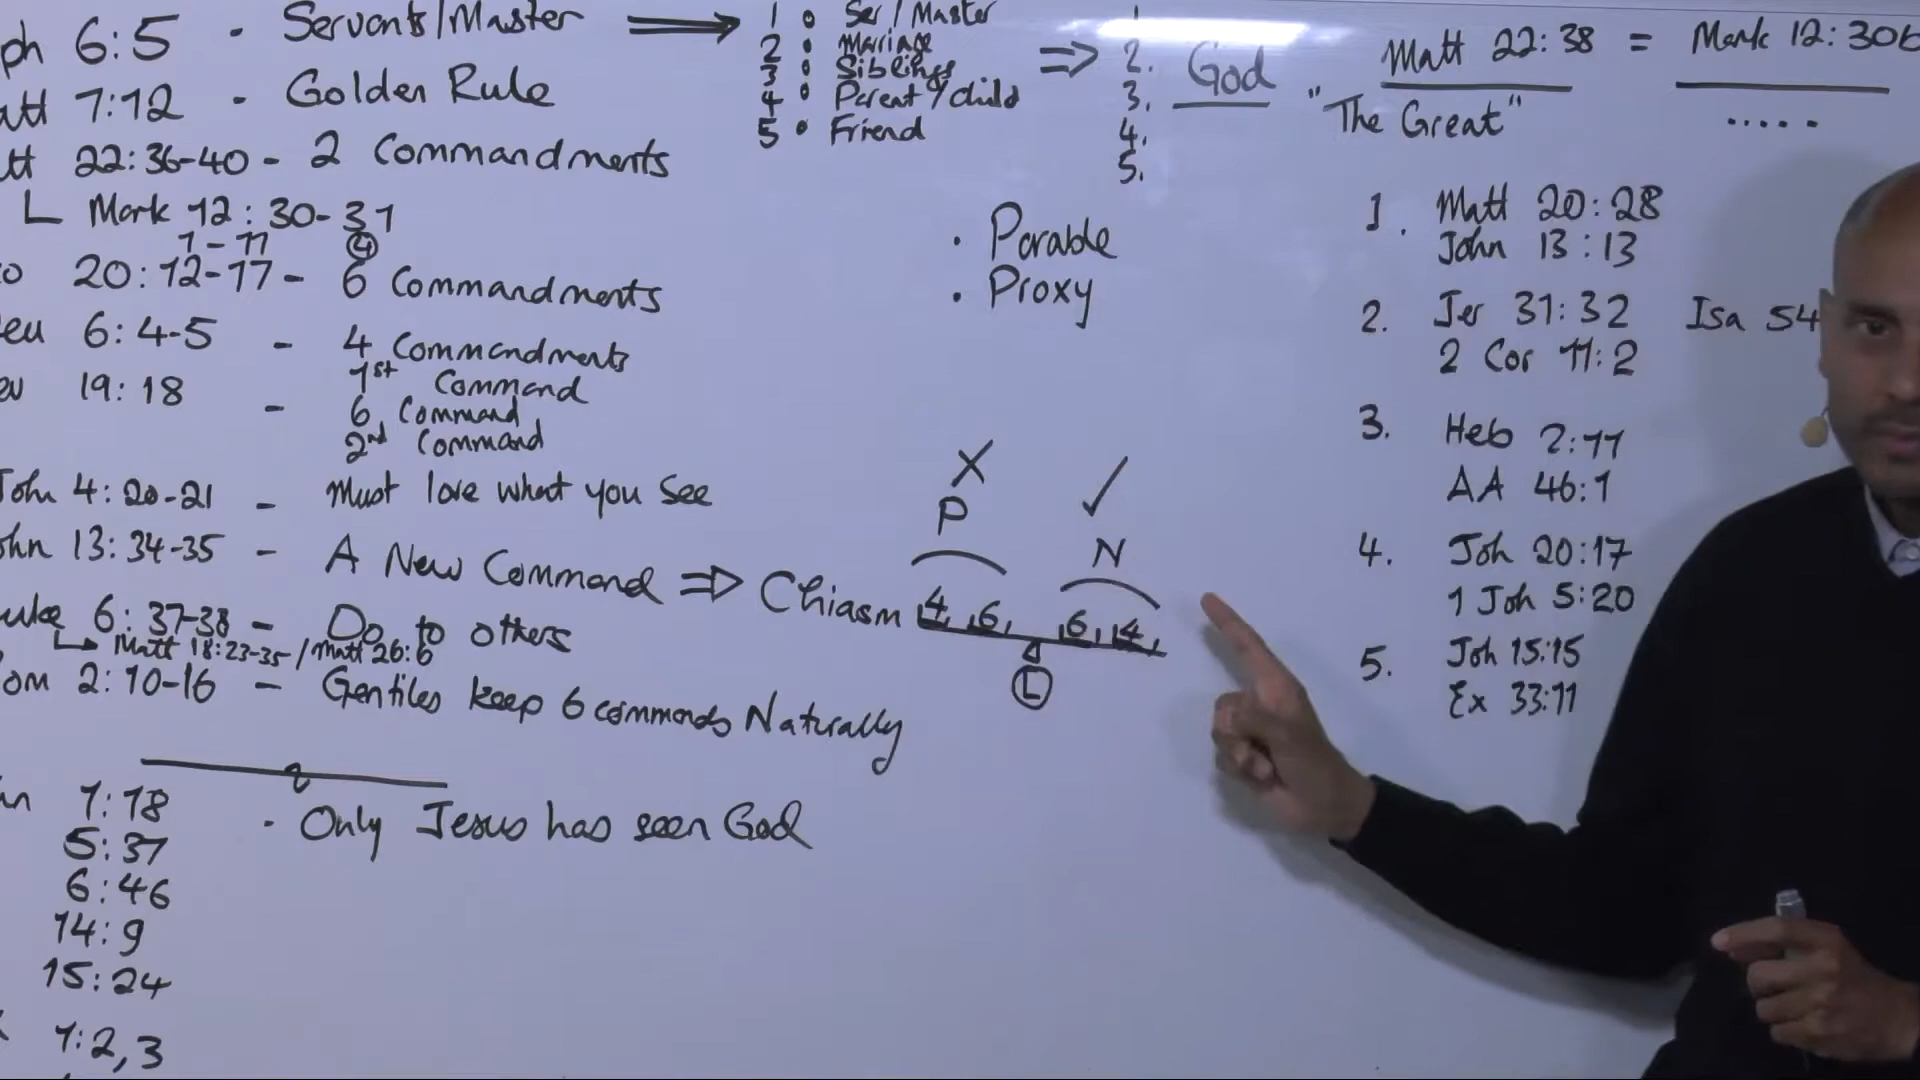 ph 6:5 - Servants/Master ⟹
att 7:12 - Golden Rule
tt 22:36-40 - 2 Commandments
L Mark 12:30-31
1-11 ④
o 20:12-17 - 6 Commandments
eu 6:4-5 - 4 Commandments
1st Command
ev 19:18 - 6 Command
2nd Command
John 4:20-21 - Must love what you see
ohn 13:34-35 - A New Command ⇒ Chiasm
uke 6:37-38 - Do to others
Matt 18:23-35 / Matt 26:6
om 2:10-16 - Gentiles keep 6 commands Naturally
1:18 - Only Jesus has seen God
5:37
6:46
14:9
15:24
1:2,3
1 • Ser/Master
2 • Marriage
3 • Siblings
4 • Parent/child
5 • Friend
⇒
1
2. God
3.
4.
5.
• Parable
• Proxy
X ✓
P N
4, 6, 6, 4,
L
Matt 22:38 = Mark 12:30b
"The Great" .....
1. Matt 20:28
John 13:13
2. Jer 31:32 Isa 54
2 Cor 11:2
3. Heb 2:11
AA 46:1
4. Joh 20:17
1 Joh 5:20
5. Joh 15:15
Ex 33:11